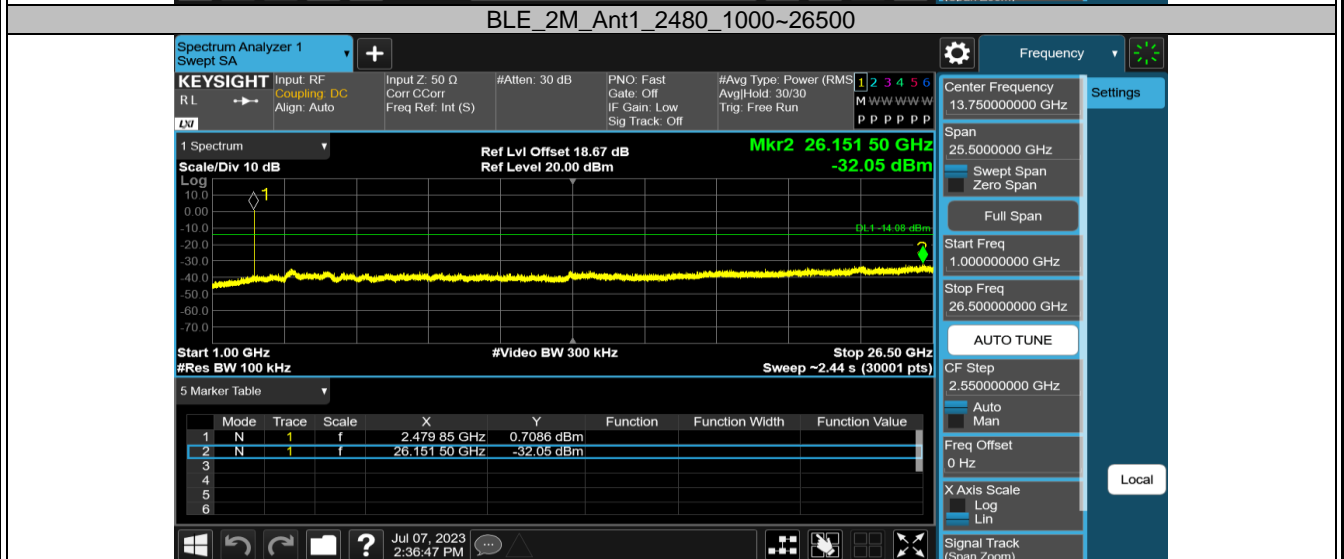 BLE_2M_Ant1_2480_1000~26500
Spectrum Analyzer 1
Swept SA
+
Frequency
KEYSIGHT
RL
LXI
Input: RF
Coupling: DC
Align: Auto
Input Z: 50 Ω
Corr CCorr
Freq Ref: Int (S)
#Atten: 30 dB
PNO: Fast
Gate: Off
IF Gain: Low
Sig Track: Off
#Avg Type: Power (RMS
Avg|Hold: 30/30
Trig: Free Run
1 2 3 4 5 6
M W W W W W
P P P P P P
1 Spectrum
Scale/Div 10 dB
Ref Lvl Offset 18.67 dB
Ref Level 20.00 dBm
Mkr2 26.151 50 GHz
-32.05 dBm
Log
10.0
0.00
-10.0
-20.0
-30.0
-40.0
-50.0
-60.0
-70.0
1
DL1 -14.08 dBm
2
Start 1.00 GHz
#Video BW 300 kHz
Stop 26.50 GHz
#Res BW 100 kHz
Sweep ~2.44 s (30001 pts)
5 Marker Table
Mode Trace Scale X Y Function Function Width Function Value
1 N 1 f 2.479 85 GHz 0.7086 dBm
2 N 1 f 26.151 50 GHz -32.05 dBm
3
4
5
6
?
Jul 07, 2023
2:36:47 PM
Center Frequency
13.750000000 GHz
Settings
Span
25.5000000 GHz
Swept Span
Zero Span
Full Span
Start Freq
1.000000000 GHz
Stop Freq
26.500000000 GHz
AUTO TUNE
CF Step
2.550000000 GHz
Auto
Man
Freq Offset
0 Hz
Local
X Axis Scale
Log
Lin
Signal Track
(Span Zoom)